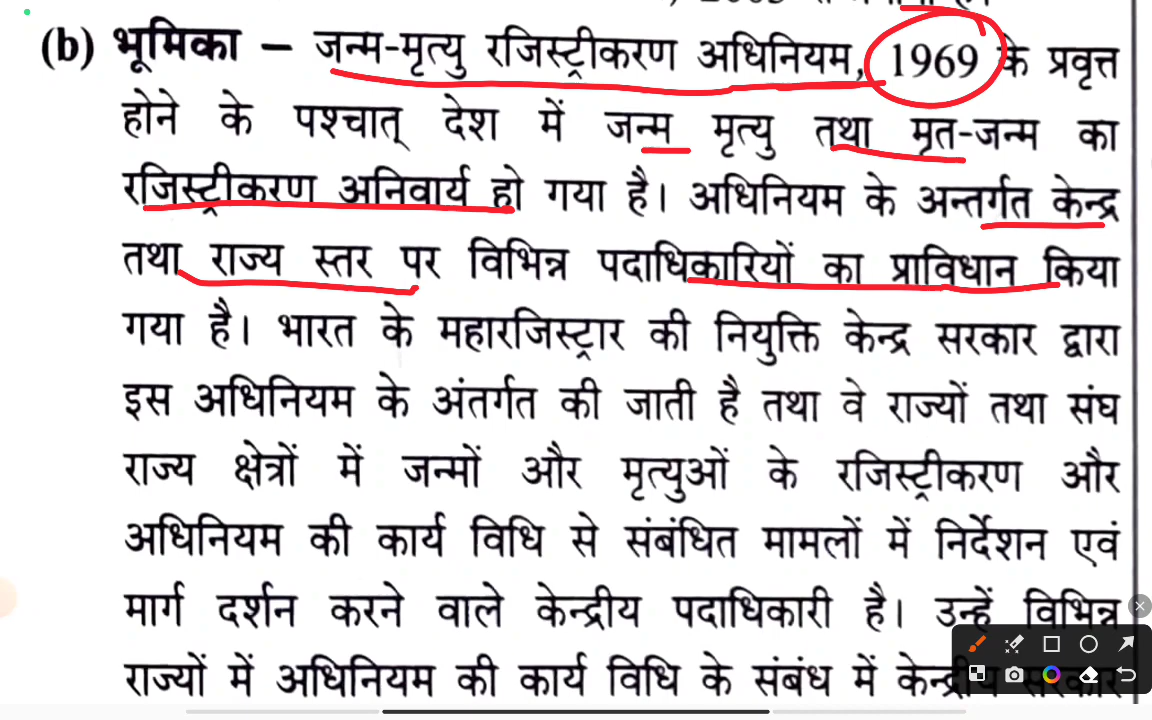 (b) भूमिका – जन्म-मृत्यु रजिस्ट्रीकरण अधिनियम, 1969 के प्रवृत्त
होने के पश्चात् देश में जन्म मृत्यु तथा मृत-जन्म का
रजिस्ट्रीकरण अनिवार्य हो गया है। अधिनियम के अन्तर्गत केन्द्र
तथा राज्य स्तर पर विभिन्न पदाधिकारियों का प्राविधान किया
गया है। भारत के महारजिस्ट्रार की नियुक्ति केन्द्र सरकार द्वारा
इस अधिनियम के अंतर्गत की जाती है तथा वे राज्यों तथा संघ
राज्य क्षेत्रों में जन्मों और मृत्युओं के रजिस्ट्रीकरण और
अधिनियम की कार्य विधि से संबंधित मामलों में निर्देशन एवं
मार्ग दर्शन करने वाले केन्द्रीय पदाधिकारी है। उन्हें विभिन्न
राज्यों में अधिनियम की कार्य विधि के संबंध में केन्द्रीय सरकार